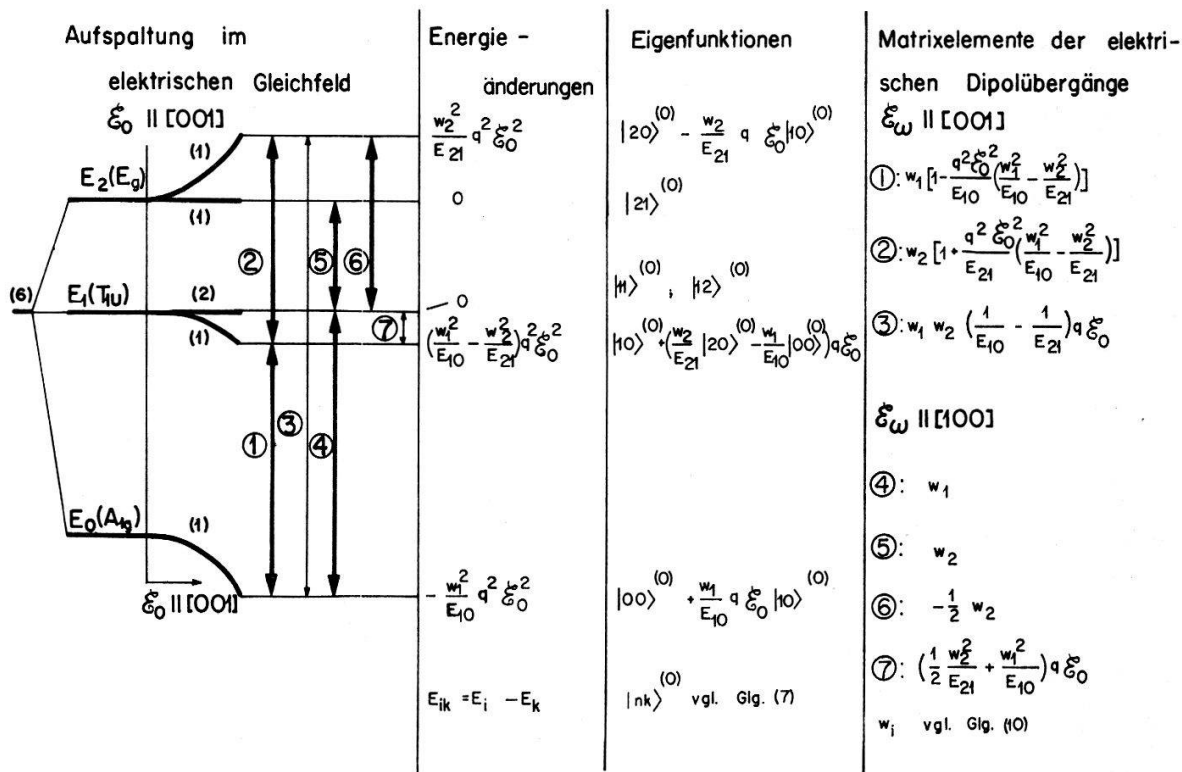 Aufspaltung im
elektrischen Gleichfeld
ℰ₀ || [001]
(1)
E₂(E_g)
(1)
(6)
E₁(T₁U)
(2)
(1)
E₀(A₁g)
(1)
ℰ₀ || [001]
②
⑤
⑥
⑦
①
③
④
Energie -
änderungen
w₂²/E₂₁ q² ℰ₀²
0
0
(w₁²/E₁₀ - w₂²/E₂₁) q² ℰ₀²
- w₁²/E₁₀ q² ℰ₀²
E_ik = E_i - E_k
Eigenfunktionen
|20⟩⁽⁰⁾ - w₂/E₂₁ q ℰ₀|10⟩⁽⁰⁾
|21⟩⁽⁰⁾
|11⟩⁽⁰⁾ , |12⟩⁽⁰⁾
|10⟩⁽⁰⁾ + (w₂/E₂₁ |20⟩⁽⁰⁾ - w₁/E₁₀ |00⟩⁽⁰⁾) q ℰ₀
|00⟩⁽⁰⁾ + w₁/E₁₀ q ℰ₀ |10⟩⁽⁰⁾
|nk⟩⁽⁰⁾ vgl. Glg. (7)
Matrixelemente der elektri-
schen Dipolübergänge
ℰ_ω || [001]
①: w₁ [1 - q²ℰ₀²/E₁₀ (w₁²/E₁₀ - w₂²/E₂₁)]
②: w₂ [1 + q²ℰ₀²/E₂₁ (w₁²/E₁₀ - w₂²/E₂₁)]
③: w₁ w₂ (1/E₁₀ - 1/E₂₁) q ℰ₀
ℰ_ω || [100]
④: w₁
⑤: w₂
⑥: - 1/2 w₂
⑦: (1/2 w₂²/E₂₁ + w₁²/E₁₀) q ℰ₀
w_i vgl. Glg. (10)